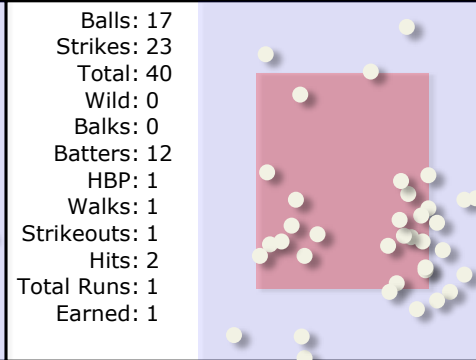 Balls: 17
Strikes: 23
Total: 40
Wild: 0
Balks: 0
Batters: 12
HBP: 1
Walks: 1
Strikeouts: 1
Hits: 2
Total Runs: 1
Earned: 1